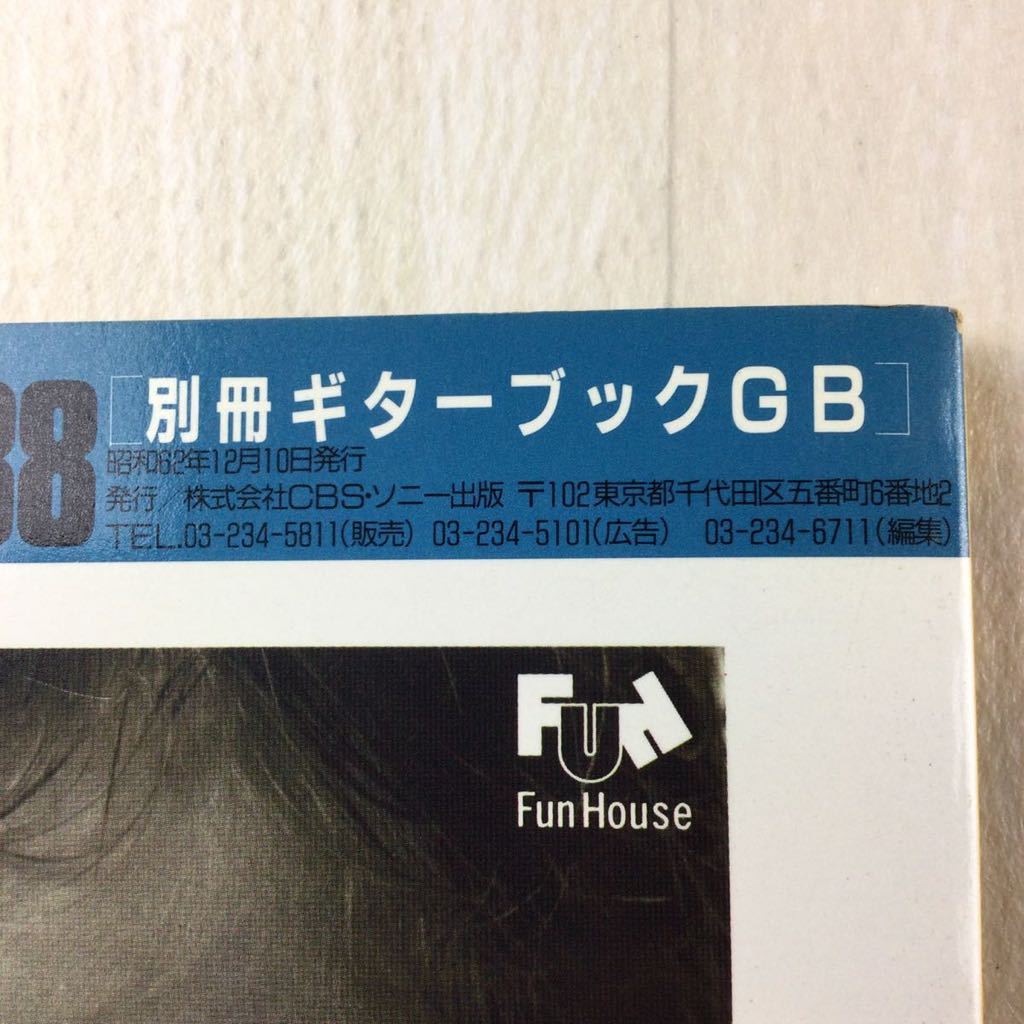 88
[別冊ギターブックGB]
昭和62年12月10日発行
発行/株式会社CBS・ソニー出版 〒102東京都千代田区五番町6番地2
TEL.03-234-5811(販売) 03-234-5101(広告) 03-234-6711(編集)
FUN
Fun House